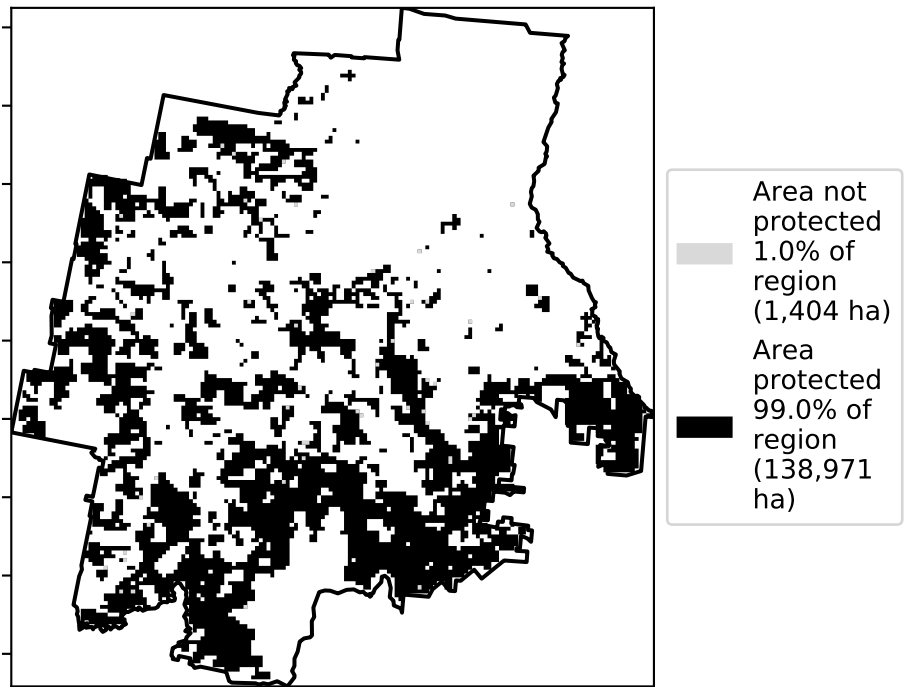 Area not
protected
1.0% of
region
(1,404 ha)
Area
protected
99.0% of
region
(138,971
ha)